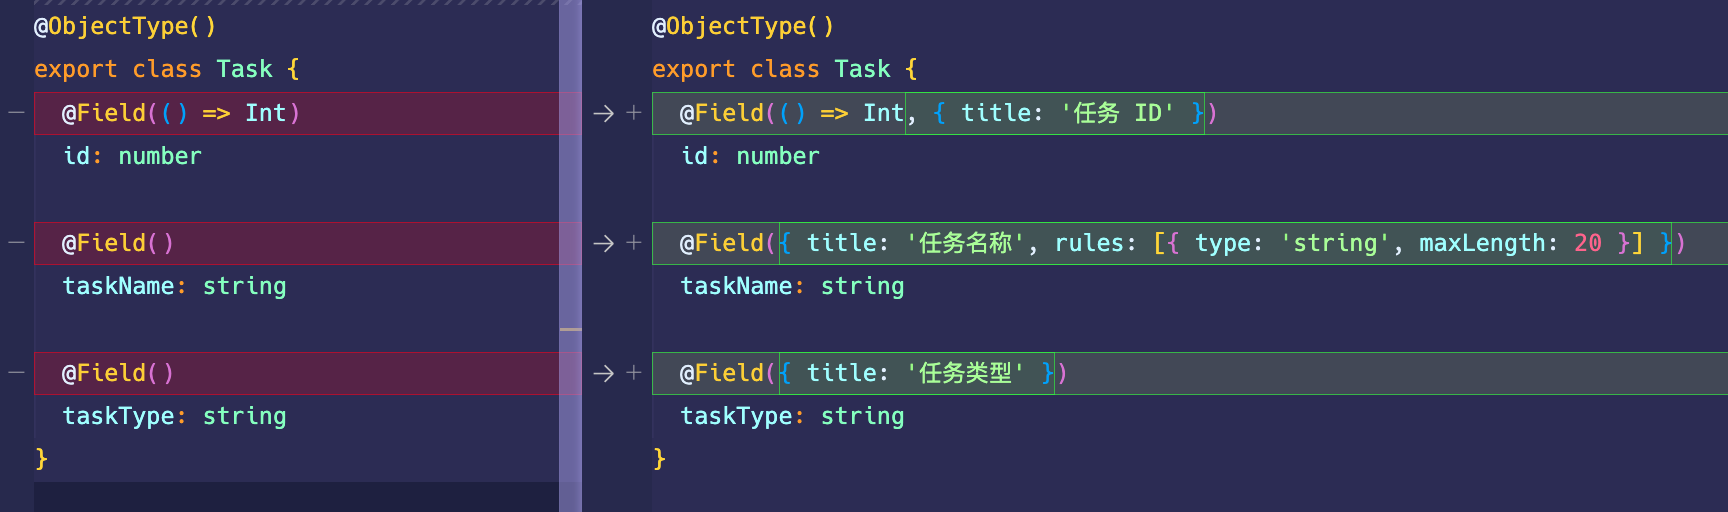 @ObjectType()
export class Task {
@Field(() => Int)
id: number
@Field()
taskName: string
@Field()
taskType: string
}
@ObjectType()
export class Task {
@Field(() => Int, { title: '任务 ID' })
id: number
@Field({ title: '任务名称', rules: [{ type: 'string', maxLength: 20 }] })
taskName: string
@Field({ title: '任务类型' })
taskType: string
}